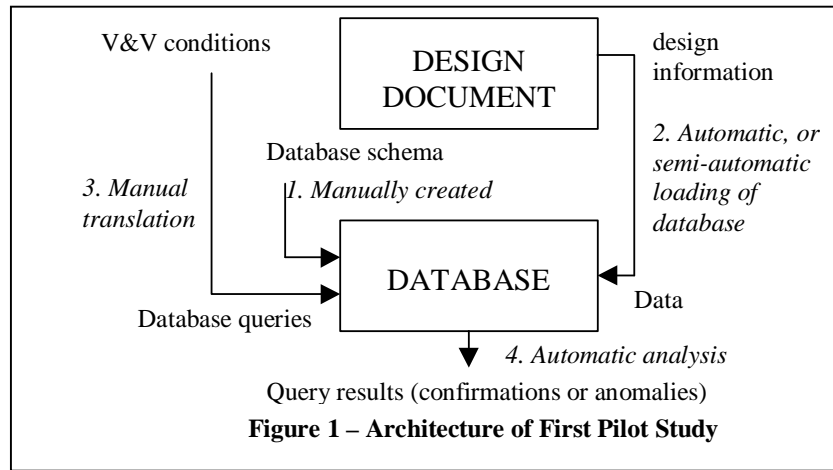 V&V conditions
DESIGN
DOCUMENT
design
information
2. Automatic, or
semi-automatic
loading of
database
Database schema
1. Manually created
3. Manual
translation
DATABASE
Data
Database queries
4. Automatic analysis
Query results (confirmations or anomalies)
Figure 1 – Architecture of First Pilot Study